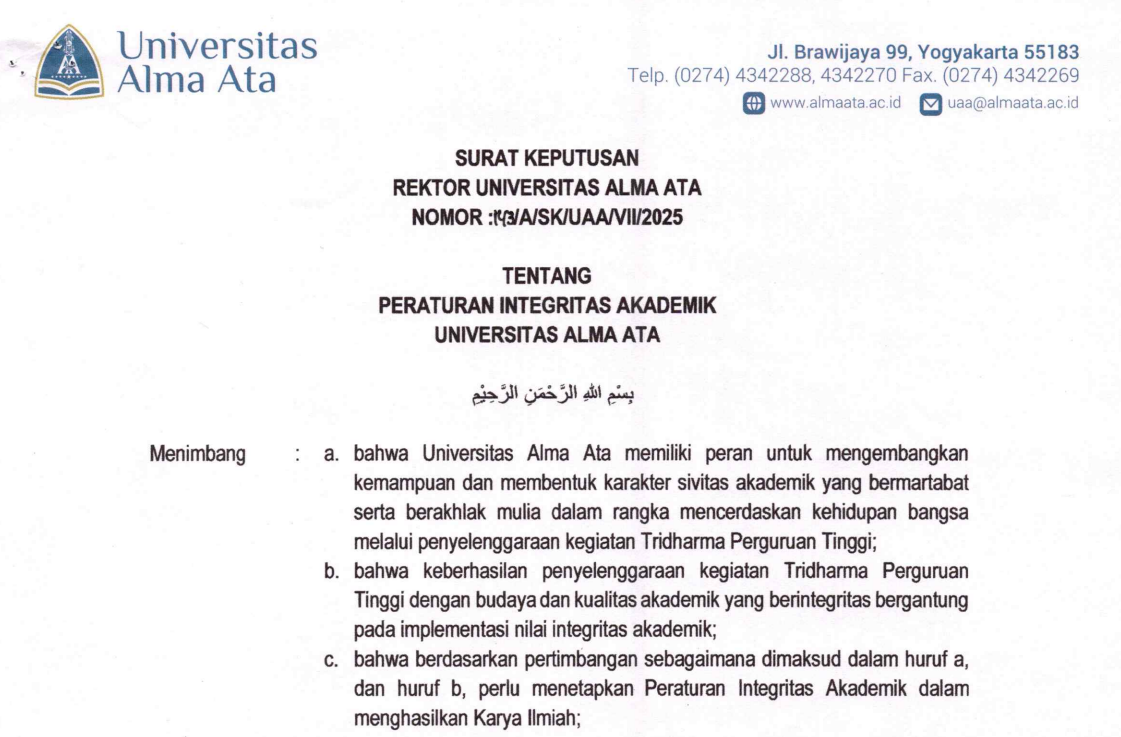 Universitas
Alma Ata
Jl. Brawijaya 99, Yogyakarta 55183
Telp. (0274) 4342288, 4342270 Fax. (0274) 4342269
www.almaata.ac.id uaa@almaata.ac.id
SURAT KEPUTUSAN
REKTOR UNIVERSITAS ALMA ATA
NOMOR : /A/SK/UAA/VII/2025
TENTANG
PERATURAN INTEGRITAS AKADEMIK
UNIVERSITAS ALMA ATA
بِسْمِ اللهِ الرَّحْمَنِ الرَّحِيْمِ
Menimbang : a. bahwa Universitas Alma Ata memiliki peran untuk mengembangkan
kemampuan dan membentuk karakter sivitas akademik yang bermartabat
serta berakhlak mulia dalam rangka mencerdaskan kehidupan bangsa
melalui penyelenggaraan kegiatan Tridharma Perguruan Tinggi;
b. bahwa keberhasilan penyelenggaraan kegiatan Tridharma Perguruan
Tinggi dengan budaya dan kualitas akademik yang berintegritas bergantung
pada implementasi nilai integritas akademik;
c. bahwa berdasarkan pertimbangan sebagaimana dimaksud dalam huruf a,
dan huruf b, perlu menetapkan Peraturan Integritas Akademik dalam
menghasilkan Karya Ilmiah;